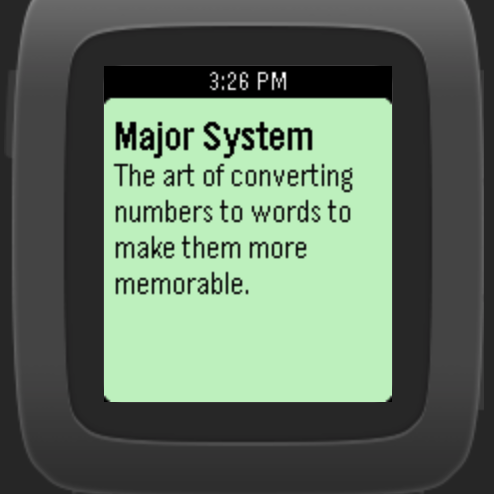 3:26 PM
Major System
The art of converting
numbers to words to
make them more
memorable.